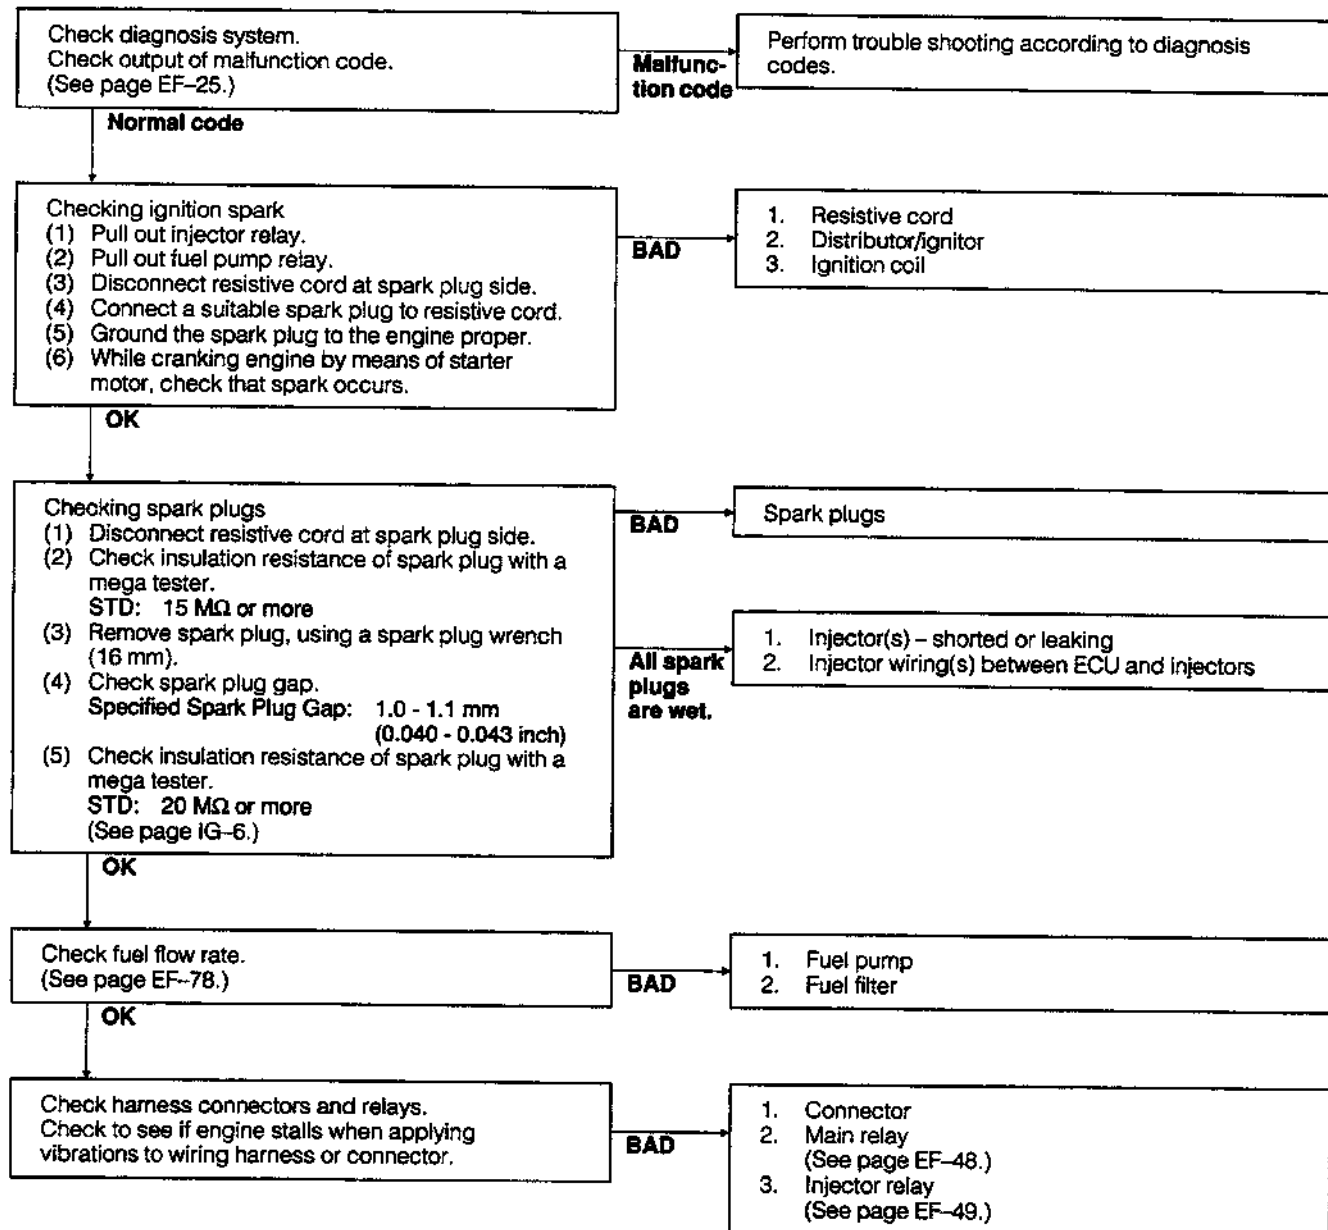 Check diagnosis system.
Check output of malfunction code.
(See page EF–25.)
Malfunc-
tion code
Perform trouble shooting according to diagnosis
codes.
Normal code
Checking ignition spark
(1) Pull out injector relay.
(2) Pull out fuel pump relay.
(3) Disconnect resistive cord at spark plug side.
(4) Connect a suitable spark plug to resistive cord.
(5) Ground the spark plug to the engine proper.
(6) While cranking engine by means of starter
motor, check that spark occurs.
BAD
1. Resistive cord
2. Distributor/ignitor
3. Ignition coil
OK
Checking spark plugs
(1) Disconnect resistive cord at spark plug side.
(2) Check insulation resistance of spark plug with a
mega tester.
STD: 15 MΩ or more
(3) Remove spark plug, using a spark plug wrench
(16 mm).
(4) Check spark plug gap.
Specified Spark Plug Gap: 1.0 - 1.1 mm
(0.040 - 0.043 inch)
(5) Check insulation resistance of spark plug with a
mega tester.
STD: 20 MΩ or more
(See page IG–6.)
BAD
Spark plugs
All spark
plugs
are wet.
1. Injector(s) – shorted or leaking
2. Injector wiring(s) between ECU and injectors
OK
Check fuel flow rate.
(See page EF–78.)
BAD
1. Fuel pump
2. Fuel filter
OK
Check harness connectors and relays.
Check to see if engine stalls when applying
vibrations to wiring harness or connector.
BAD
1. Connector
2. Main relay
(See page EF–48.)
3. Injector relay
(See page EF–49.)